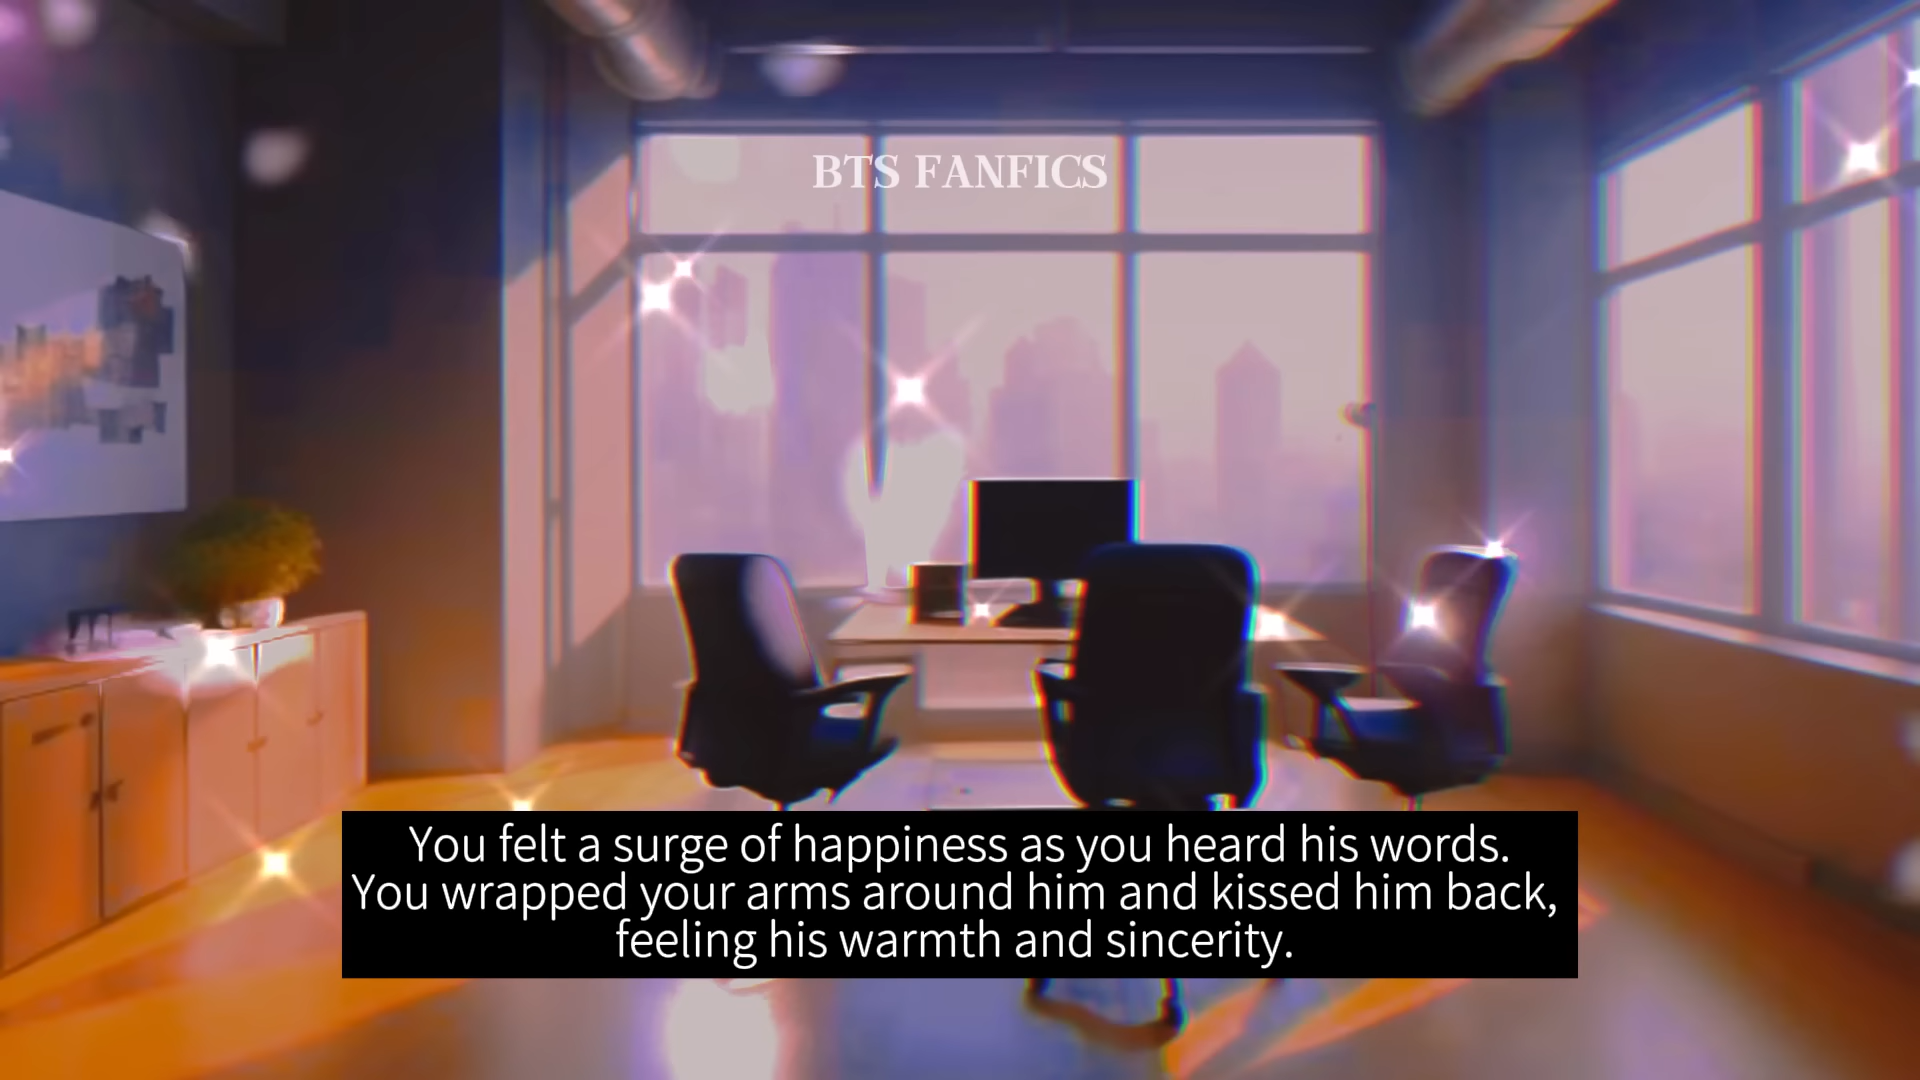 BTS FANFICS
You felt a surge of happiness as you heard his words.
You wrapped your arms around him and kissed him back,
feeling his warmth and sincerity.